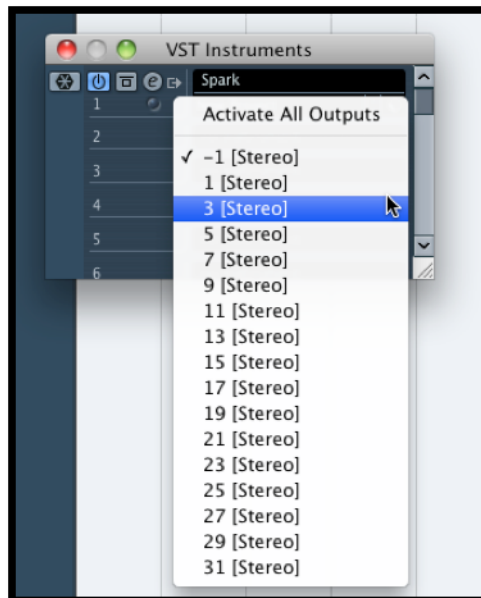 VST Instruments
e Spark
1
2
3
4
5
6
Activate All Outputs
✓ -1 [Stereo]
1 [Stereo]
3 [Stereo]
5 [Stereo]
7 [Stereo]
9 [Stereo]
11 [Stereo]
13 [Stereo]
15 [Stereo]
17 [Stereo]
19 [Stereo]
21 [Stereo]
23 [Stereo]
25 [Stereo]
27 [Stereo]
29 [Stereo]
31 [Stereo]